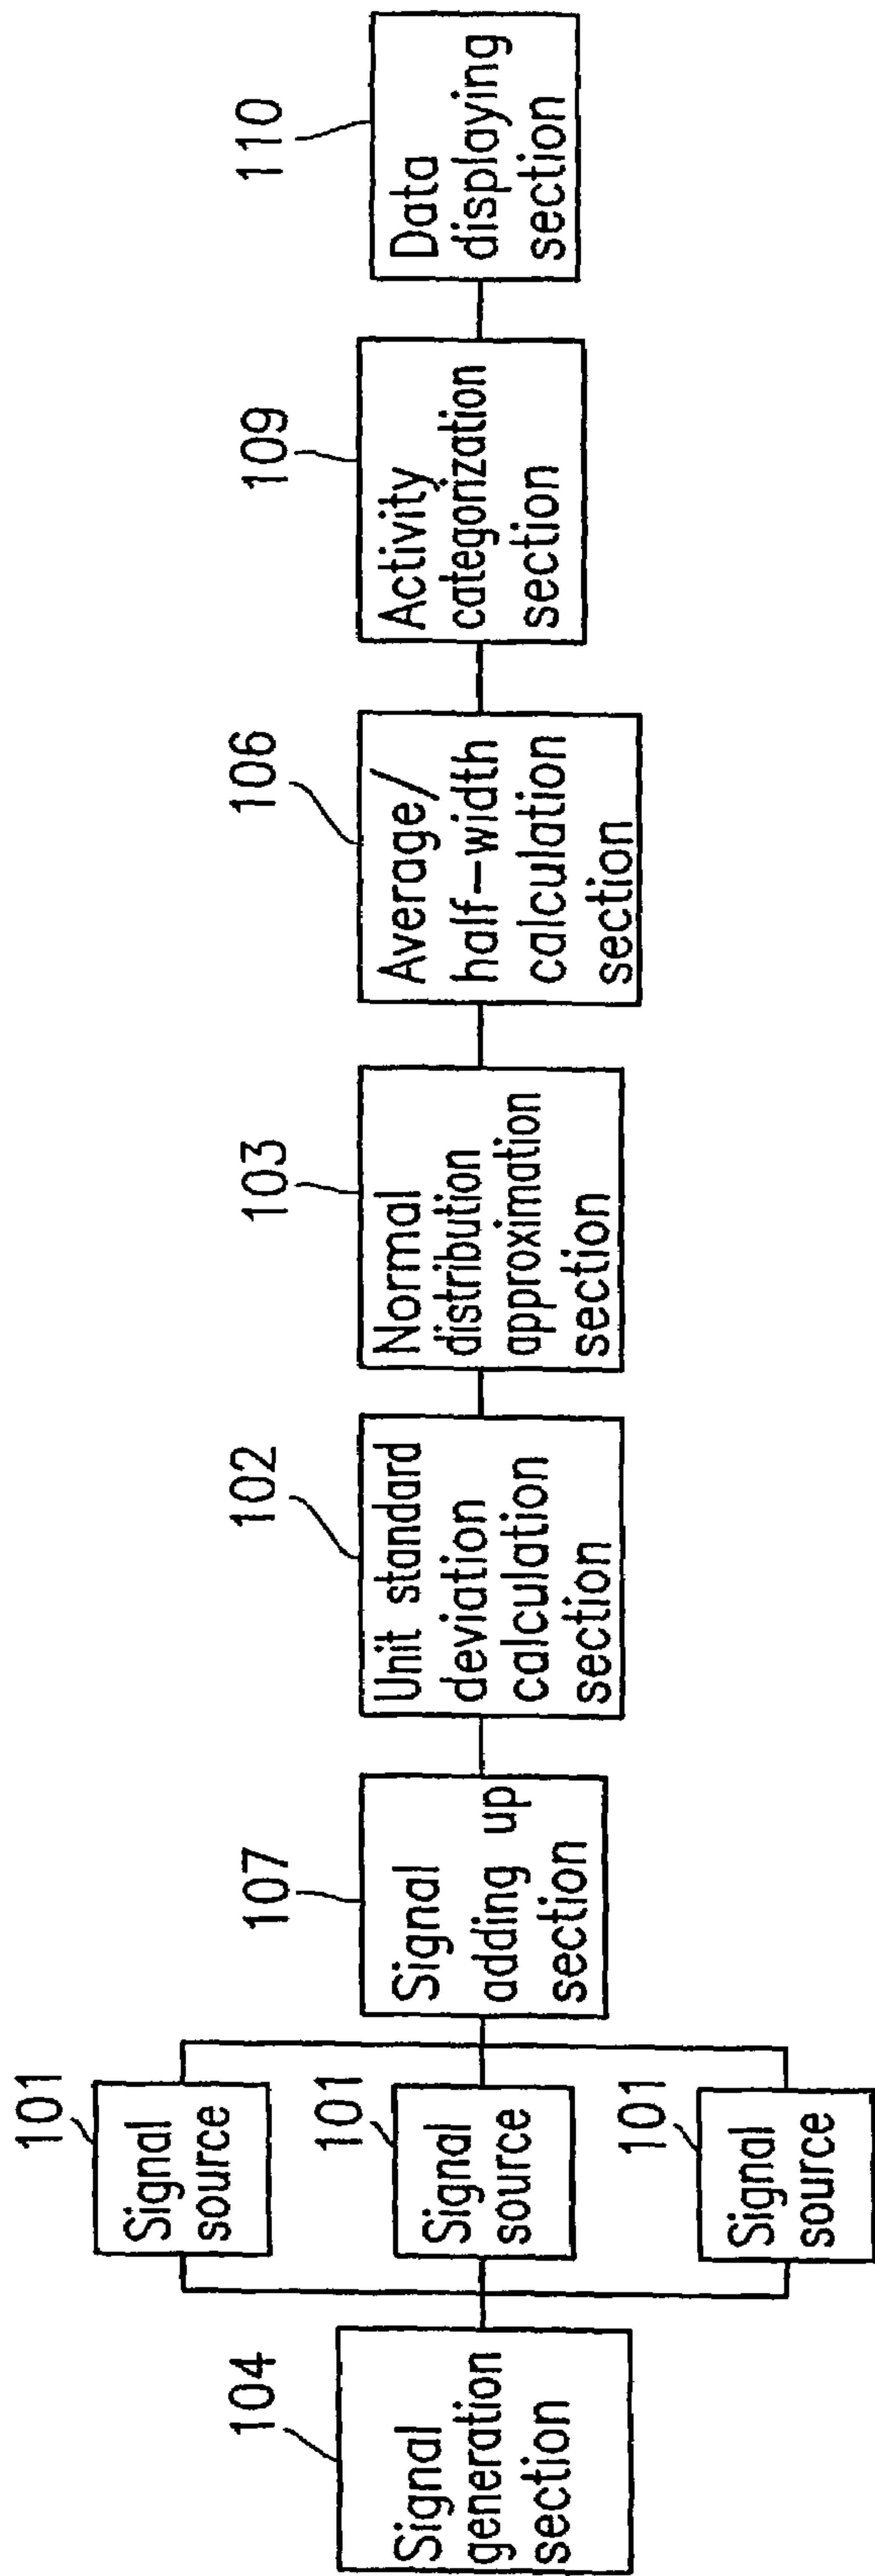 104
Signal
generation
section
101
Signal
source
101
Signal
source
101
Signal
source
107
Signal
adding up
section
102
Unit standard
deviation
calculation
section
103
Normal
distribution
approximation
section
106
Average/
half-width
calculation
section
109
Activity
categorization
section
110
Data
displaying
section